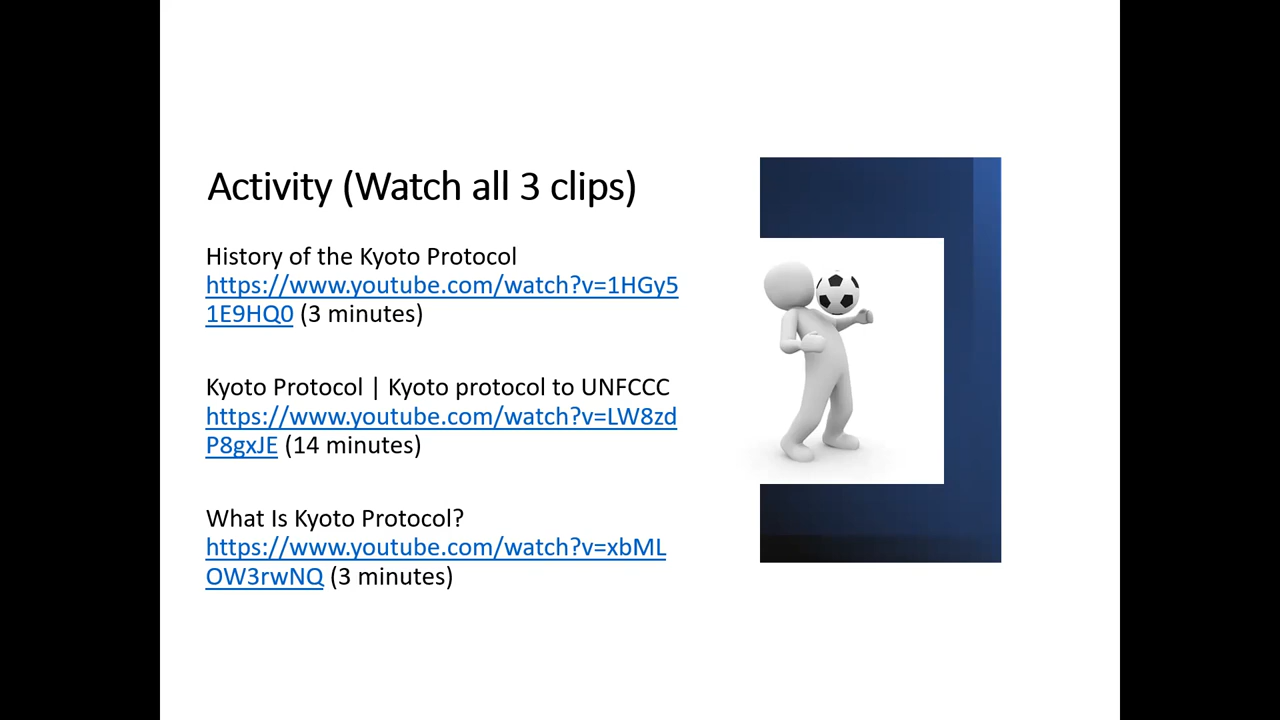 Activity (Watch all 3 clips)
History of the Kyoto Protocol
https://www.youtube.com/watch?v=1HGy5
1E9HQ0 (3 minutes)
Kyoto Protocol | Kyoto protocol to UNFCCC
https://www.youtube.com/watch?v=LW8zd
P8gxJE (14 minutes)
What Is Kyoto Protocol?
https://www.youtube.com/watch?v=xbML
OW3rwNQ (3 minutes)